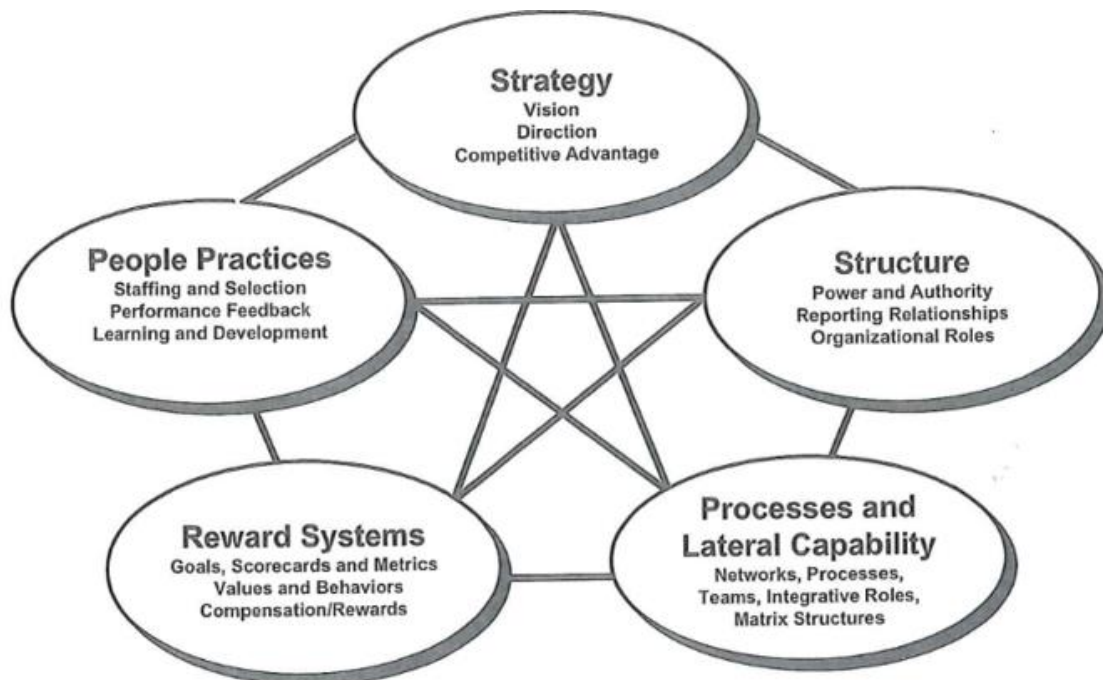 Strategy
Vision
Direction
Competitive Advantage
People Practices
Staffing and Selection
Performance Feedback
Learning and Development
Structure
Power and Authority
Reporting Relationships
Organizational Roles
Reward Systems
Goals, Scorecards and Metrics
Values and Behaviors
Compensation/Rewards
Processes and
Lateral Capability
Networks, Processes,
Teams, Integrative Roles,
Matrix Structures